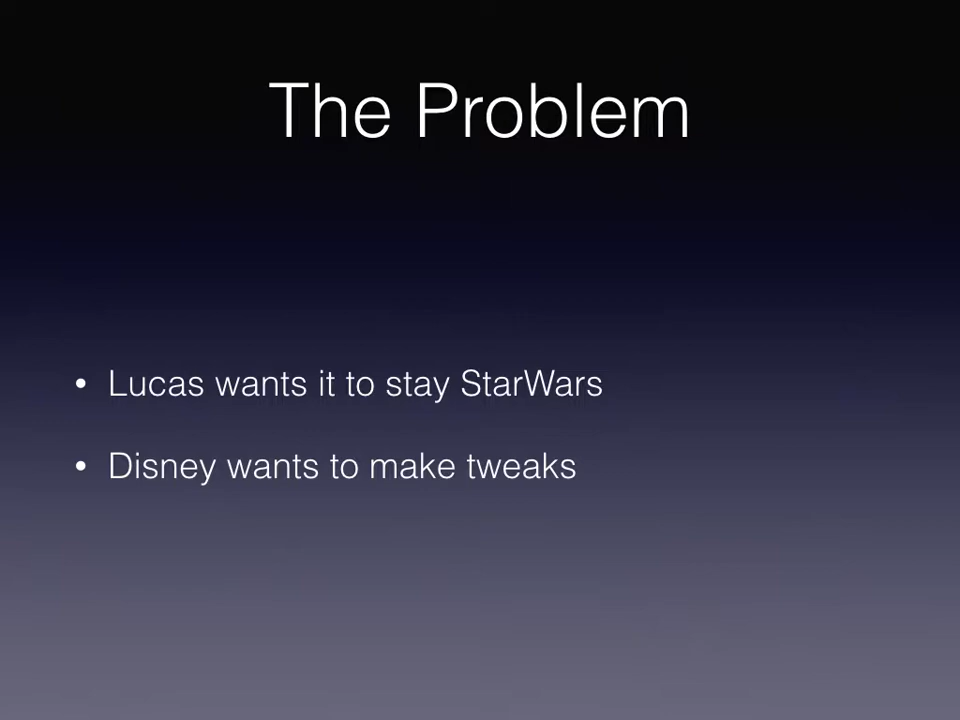 The Problem
• Lucas wants it to stay StarWars
• Disney wants to make tweaks